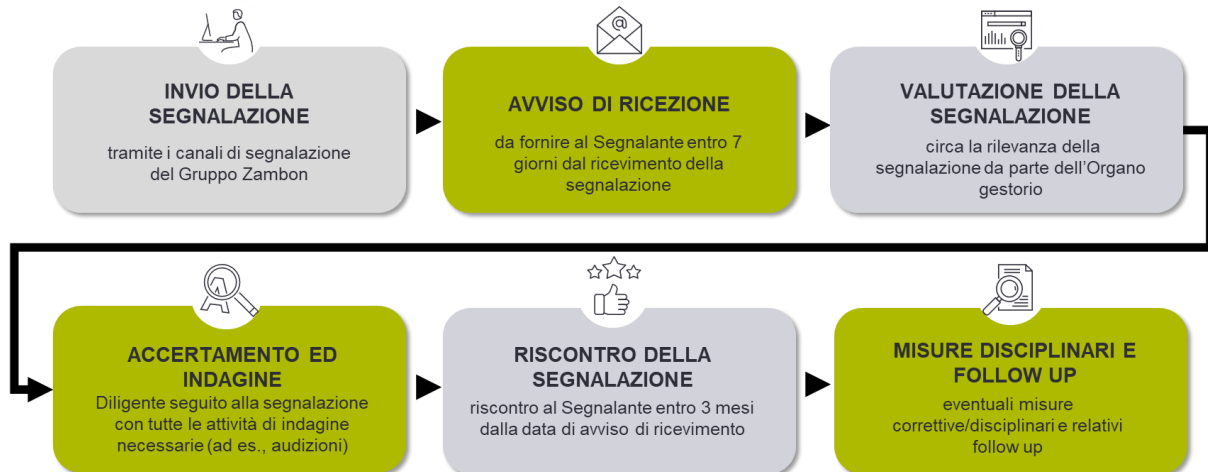 INVIO DELLA
SEGNALAZIONE
tramite i canali di segnalazione
del Gruppo Zambon
@
AVVISO DI RICEZIONE
da fornire al Segnalante entro 7
giorni dal ricevimento della
segnalazione
VALUTAZIONE DELLA
SEGNALAZIONE
circa la rilevanza della
segnalazione da parte dell'Organo
gestorio
ACCERTAMENTO ED
INDAGINE
Diligente seguito alla segnalazione
con tutte le attività di indagine
necessarie (ad es., audizioni)
RISCONTRO DELLA
SEGNALAZIONE
riscontro al Segnalante entro 3 mesi
dalla data di avviso di ricevimento
MISURE DISCIPLINARI E
FOLLOW UP
eventuali misure
correttive/disciplinari e relativi
follow up